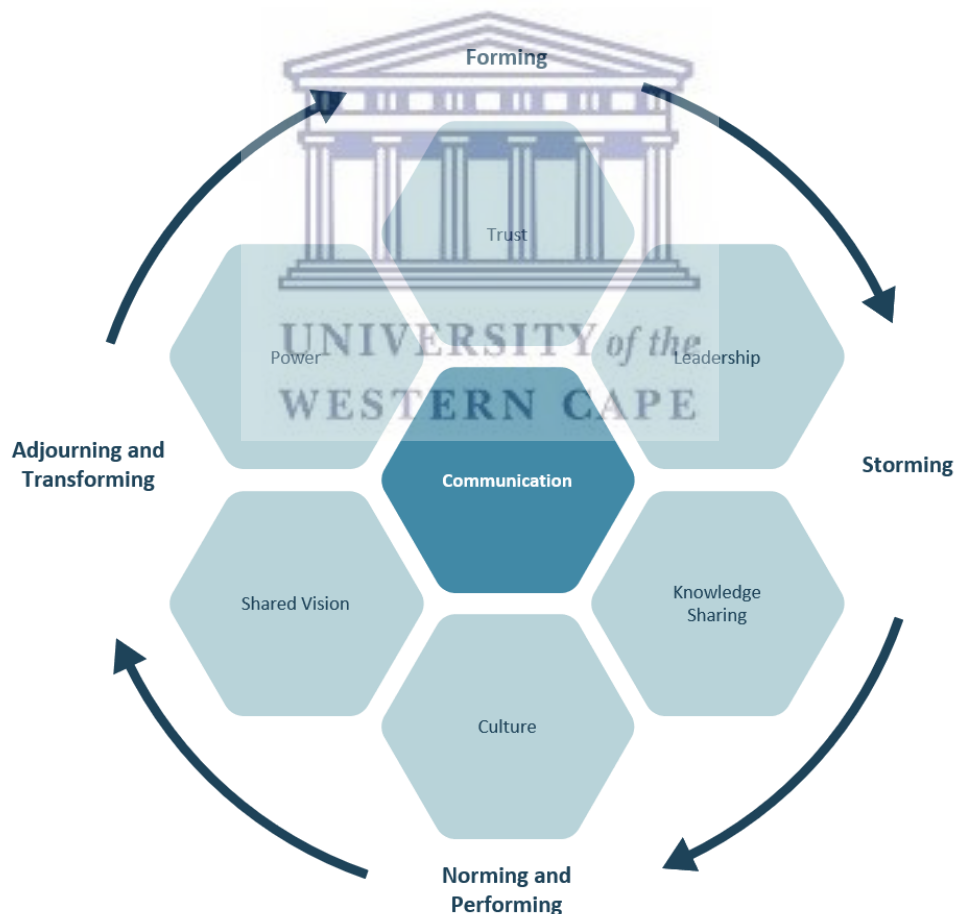 Forming
Trust
UNIVERSITY of the
Power
Leadership
WESTERN CAPE
Adjourning and
Transforming
Communication
Storming
Shared Vision
Knowledge
Sharing
Culture
Norming and
Performing